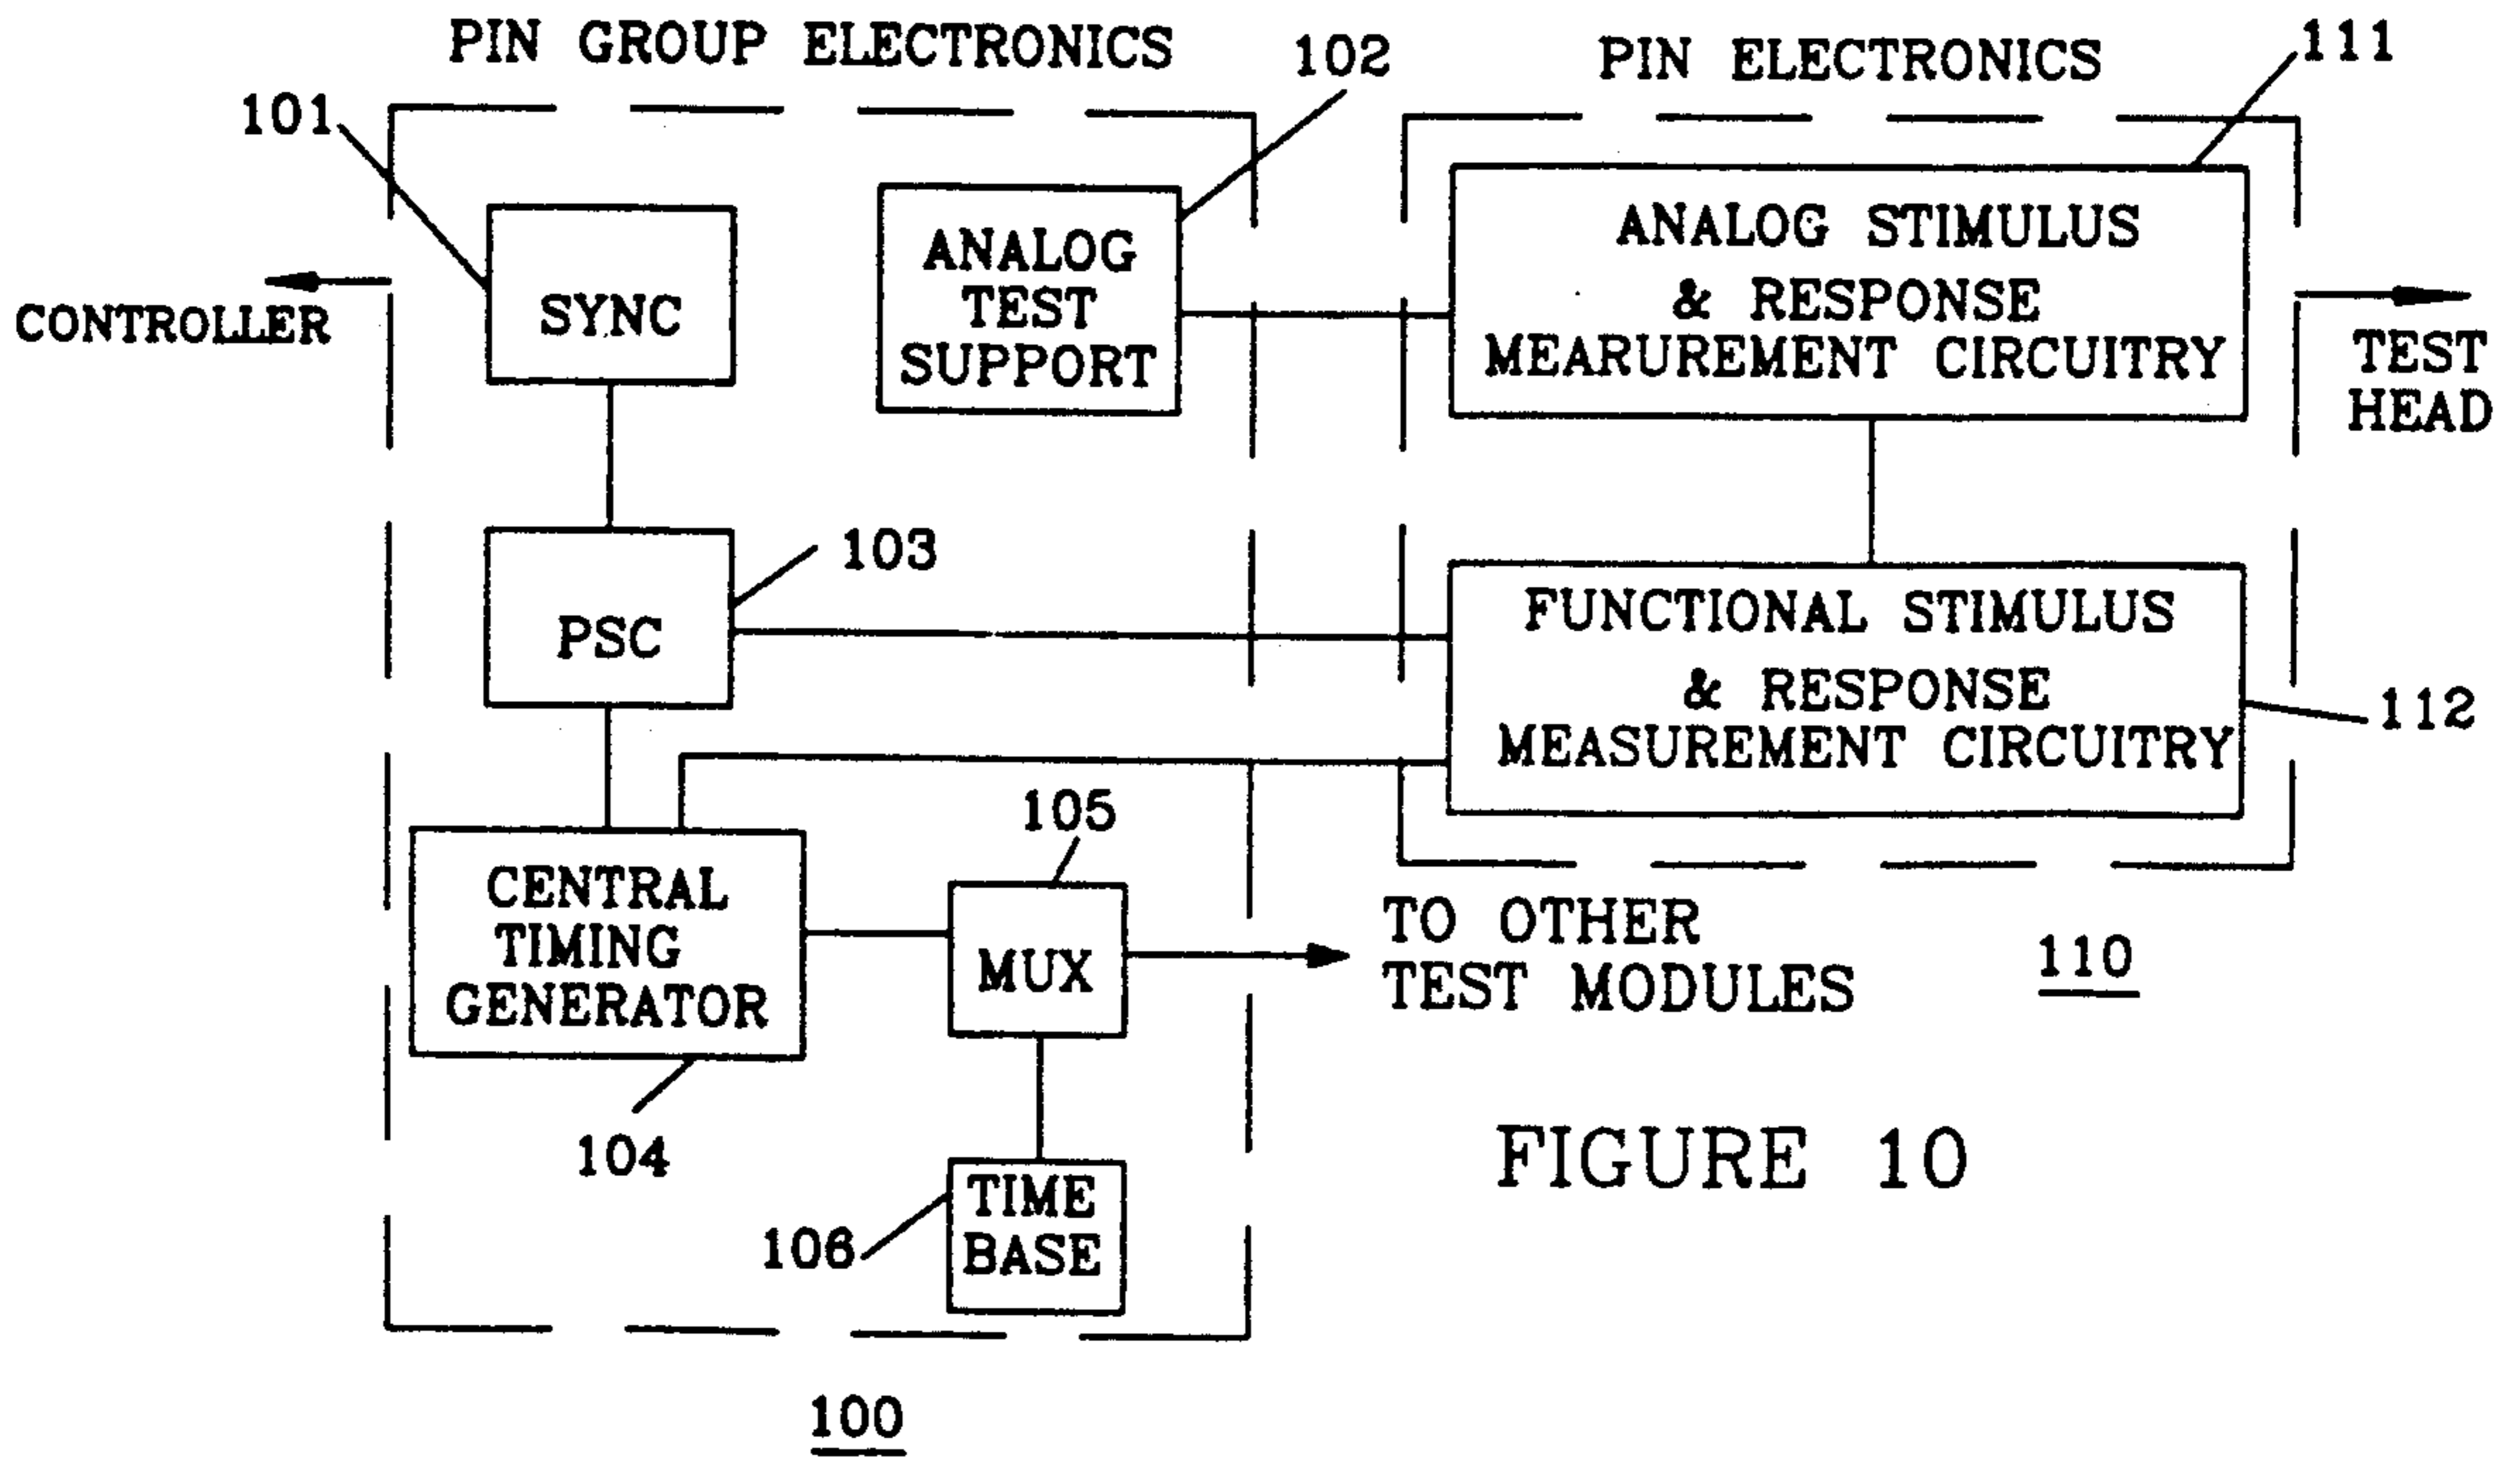 PIN GROUP ELECTRONICS
102
PIN ELECTRONICS
111
101
CONTROLLER
SYNC
ANALOG
TEST
SUPPORT
ANALOG STIMULUS
& RESPONSE
MEARUREMENT CIRCUITRY
TEST
HEAD
103
PSC
FUNCTIONAL STIMULUS
& RESPONSE
MEASUREMENT CIRCUITRY
112
105
CENTRAL
TIMING
GENERATOR
MUX
TO OTHER
TEST MODULES
110
104
106
TIME
BASE
FIGURE 10
100